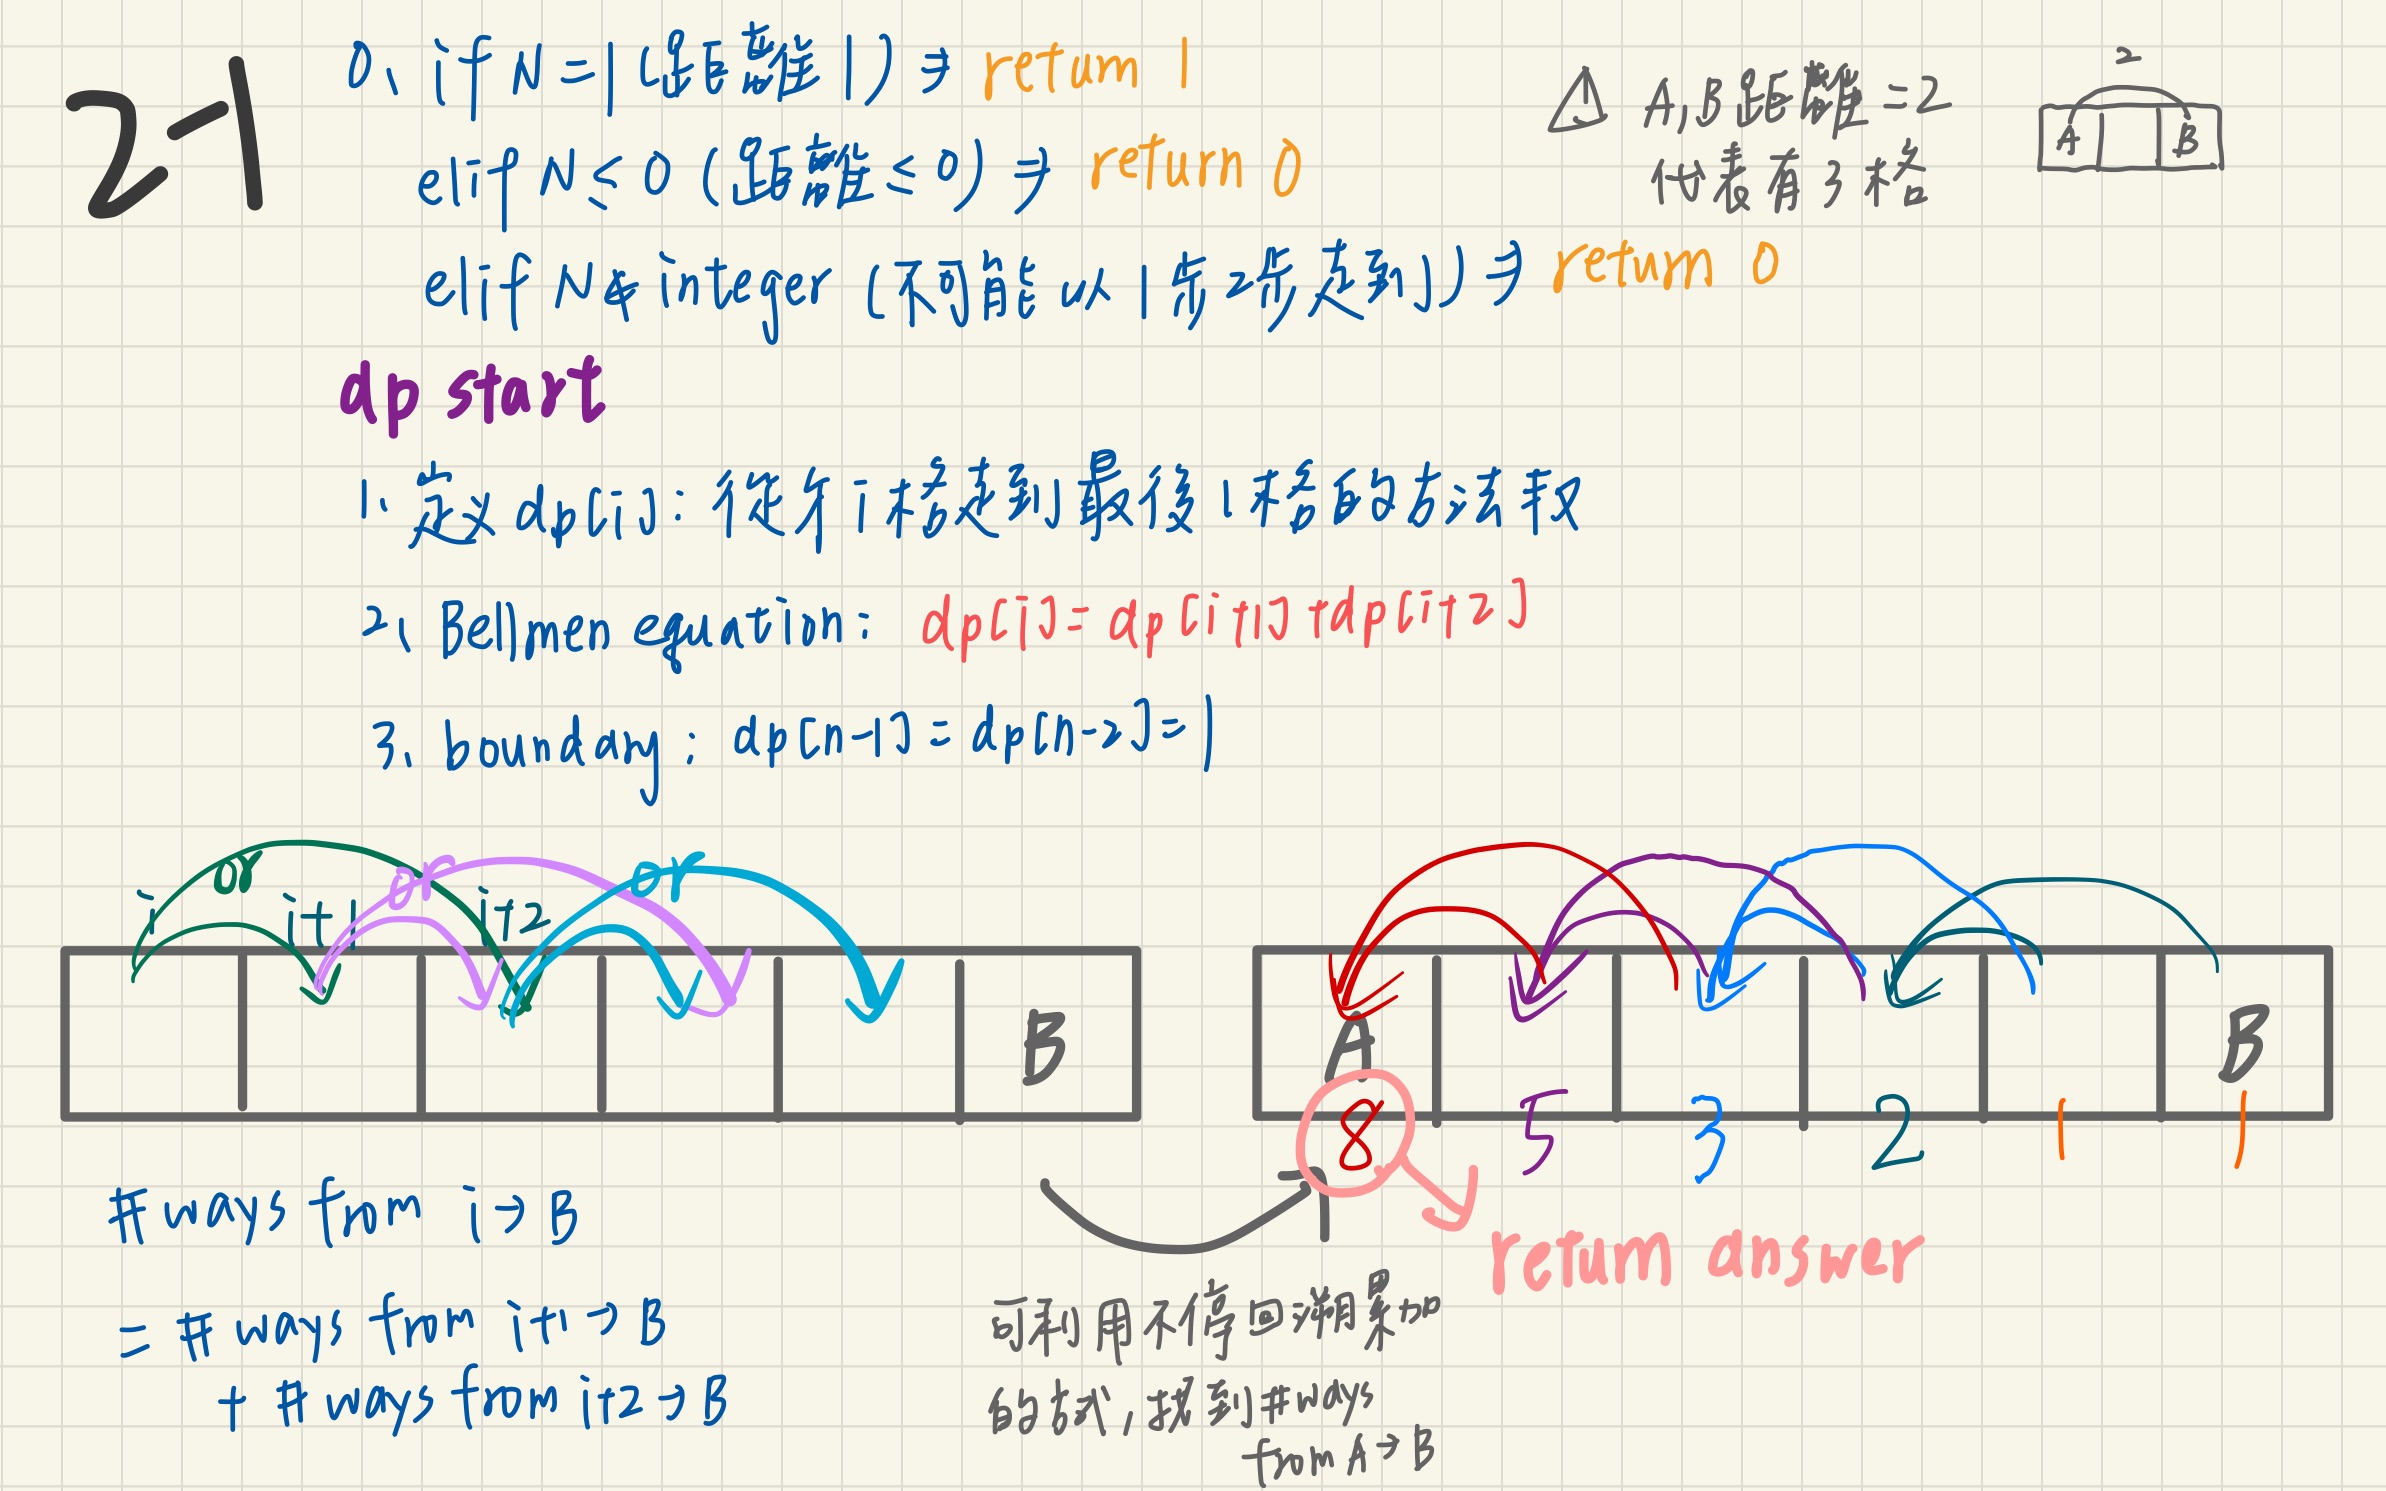 2-1
0. if N=1 (距離1) ⇒ return 1
elif N≤0 (距離≤0) ⇒ return 0
elif N∉integer (不可能以1步2步走到) ⇒ return 0
△! A,B距離=2
代表有3格
2
A B
dp start
1. 定义 dp[i]: 從第i格走到最後1格的方法数
2. Bellmen equation: dp[i]=dp[i+1]+dp[i+2]
3. boundary: dp[n-1]=dp[n-2]=1
or or or
i i+1 i+2
B
A B
8 5 3 2 1 1
return answer
#ways from i→B
= #ways from i+1→B
+ #ways from i+2→B
可利用不停回溯累加
的方式,找到#ways
from A→B